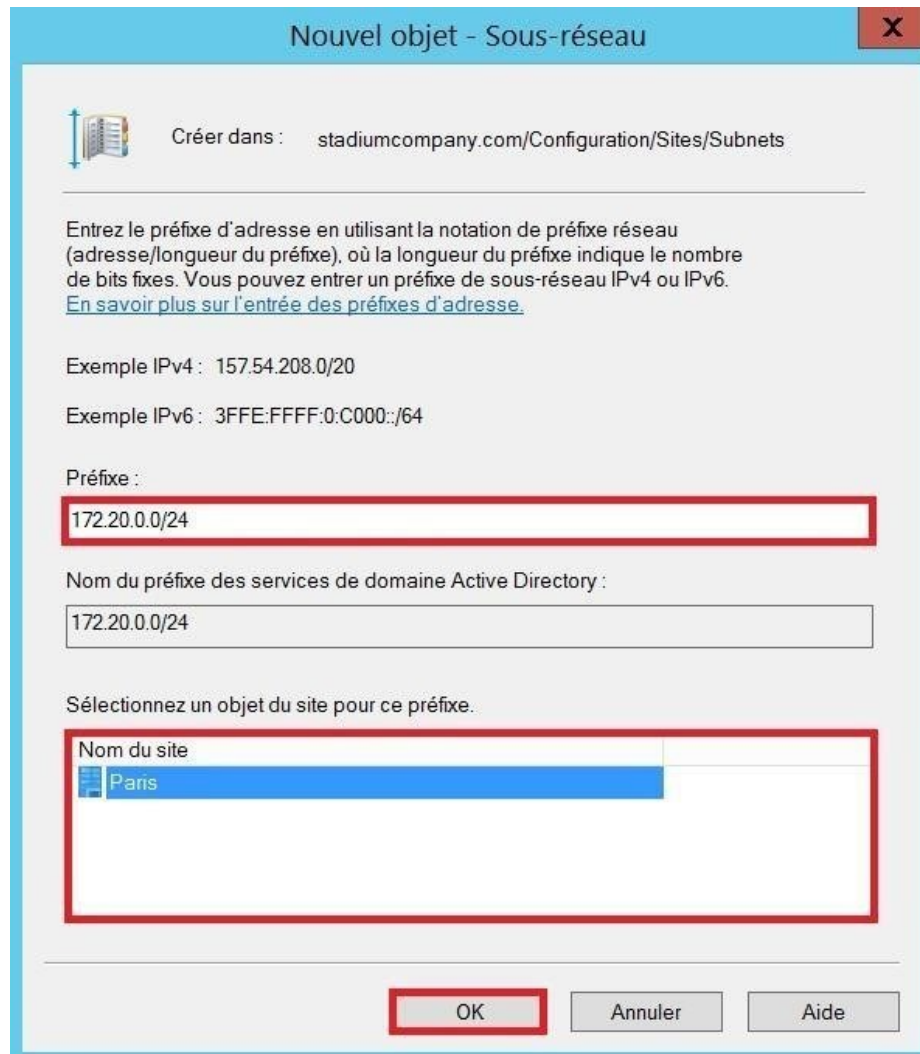 Nouvel objet - Sous-réseau
X
Créer dans : stadiumcompany.com/Configuration/Sites/Subnets
Entrez le préfixe d'adresse en utilisant la notation de préfixe réseau
(adresse/longueur du préfixe), où la longueur du préfixe indique le nombre
de bits fixes. Vous pouvez entrer un préfixe de sous-réseau IPv4 ou IPv6.
En savoir plus sur l'entrée des préfixes d'adresse.
Exemple IPv4 : 157.54.208.0/20
Exemple IPv6 : 3FFE:FFFF:0:C000::/64
Préfixe :
172.20.0.0/24
Nom du préfixe des services de domaine Active Directory :
172.20.0.0/24
Sélectionnez un objet du site pour ce préfixe.
Nom du site
Paris
OK Annuler Aide